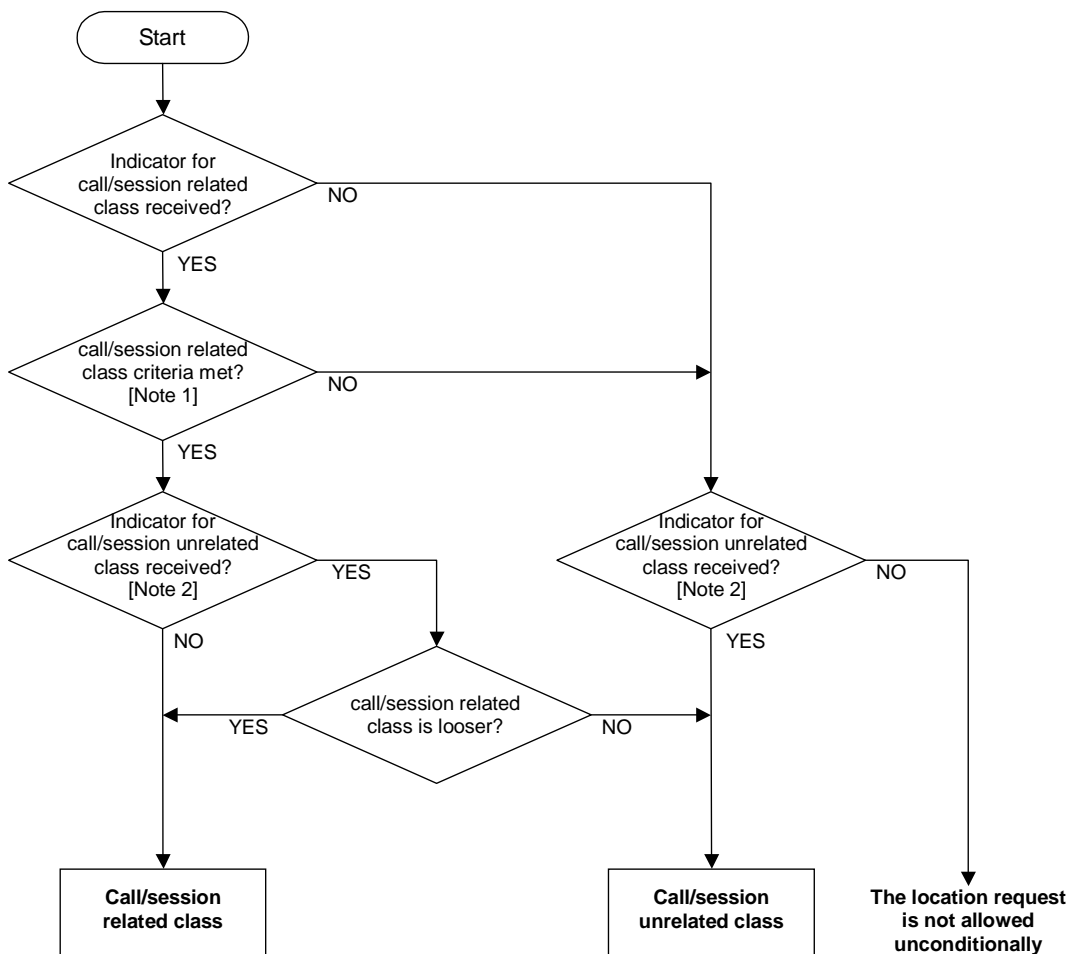 Start
Indicator for
call/session related
class received?
NO
YES
call/session related
class criteria met?
[Note 1]
NO
YES
Indicator for
call/session unrelated
class received?
[Note 2]
YES
NO
Indicator for
call/session unrelated
class received?
[Note 2]
NO
YES
call/session related
class is looser?
YES
NO
Call/session
related class
Call/session
unrelated class
The location request
is not allowed
unconditionally